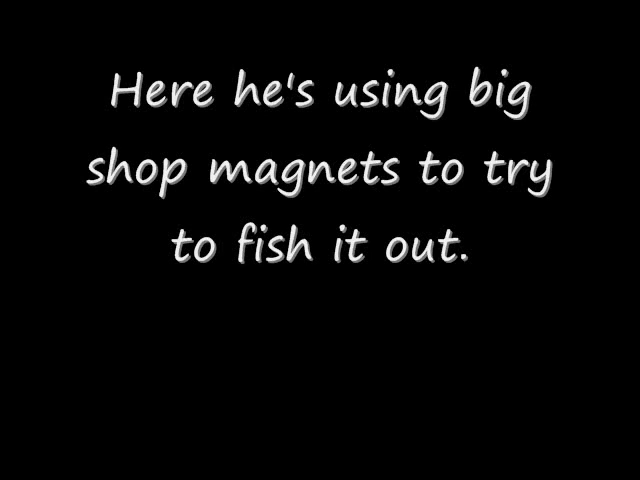 Here he's using big
shop magnets to try
to fish it out.